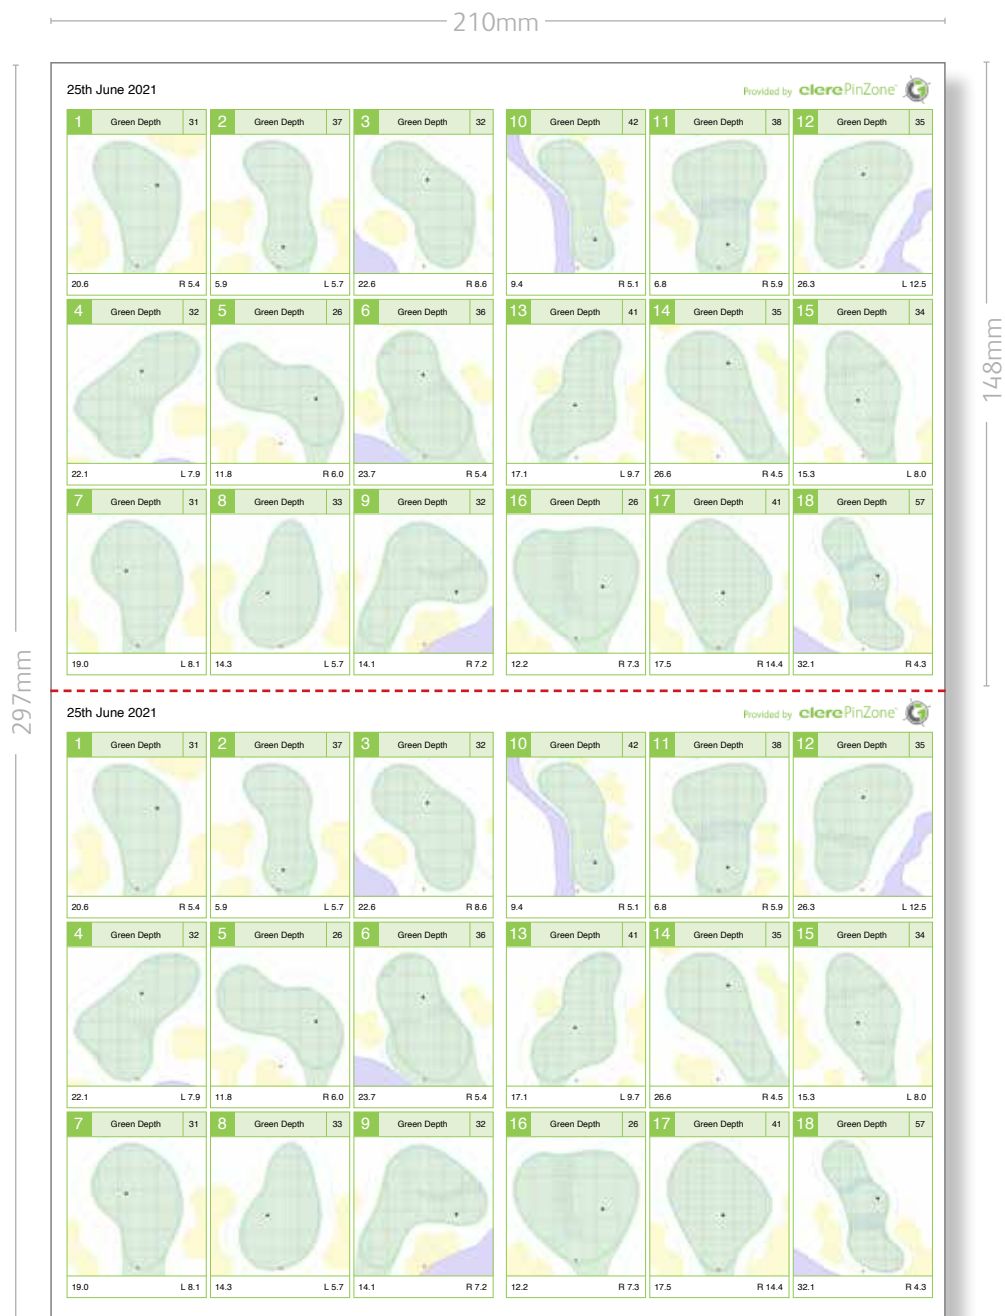 210mm
297mm
148mm
25th June 2021
Provided by clerePinZone
1 Green Depth 31 2 Green Depth 37 3 Green Depth 32 10 Green Depth 42 11 Green Depth 38 12 Green Depth 35
20.6 R 5.4 5.9 L 5.7 22.6 R 8.6 9.4 R 5.1 6.8 R 5.9 26.3 L 12.5
4 Green Depth 32 5 Green Depth 26 6 Green Depth 36 13 Green Depth 41 14 Green Depth 35 15 Green Depth 34
22.1 L 7.9 11.8 R 6.0 23.7 R 5.4 17.1 L 9.7 26.6 R 4.5 15.3 L 8.0
7 Green Depth 31 8 Green Depth 33 9 Green Depth 32 16 Green Depth 26 17 Green Depth 41 18 Green Depth 57
19.0 L 8.1 14.3 L 5.7 14.1 R 7.2 12.2 R 7.3 17.5 R 14.4 32.1 R 4.3
25th June 2021
Provided by clerePinZone
1 Green Depth 31 2 Green Depth 37 3 Green Depth 32 10 Green Depth 42 11 Green Depth 38 12 Green Depth 35
20.6 R 5.4 5.9 L 5.7 22.6 R 8.6 9.4 R 5.1 6.8 R 5.9 26.3 L 12.5
4 Green Depth 32 5 Green Depth 26 6 Green Depth 36 13 Green Depth 41 14 Green Depth 35 15 Green Depth 34
22.1 L 7.9 11.8 R 6.0 23.7 R 5.4 17.1 L 9.7 26.6 R 4.5 15.3 L 8.0
7 Green Depth 31 8 Green Depth 33 9 Green Depth 32 16 Green Depth 26 17 Green Depth 41 18 Green Depth 57
19.0 L 8.1 14.3 L 5.7 14.1 R 7.2 12.2 R 7.3 17.5 R 14.4 32.1 R 4.3